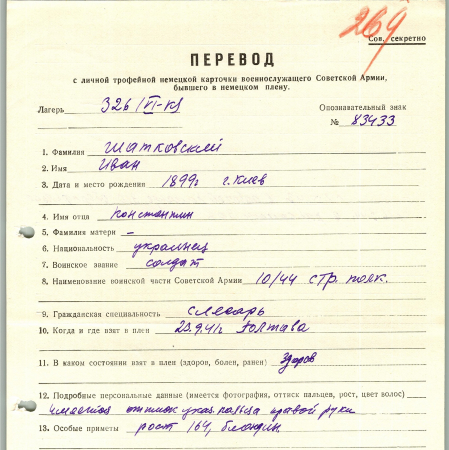 269
Сов. секретно
ПЕРЕВОД
с личной трофейной немецкой карточки военнослужащего Советской Армии,
бывшего в немецком плену.
Лагерь 326/VI-К
Опознавательный знак
№ 83433
1. Фамилия Шатковский
2. Имя Иван
3. Дата и место рождения 1899г г. Киев
4. Имя отца Константин
5. Фамилия матери –
6. Национальность украинец
7. Воинское звание солдат
8. Наименование воинской части Советской Армии 10/44 стр. полк.
9. Гражданская специальность слесарь
10. Когда и где взят в плен 23.9.41г Полтава
11. В каком состоянии взят в плен (здоров, болен, ранен) здоров
12. Подробные персональные данные (имеется фотография, оттиск пальцев, рост, цвет волос)
Имеется оттиск указ. пальца правой руки
13. Особые приметы рост 164, блондин